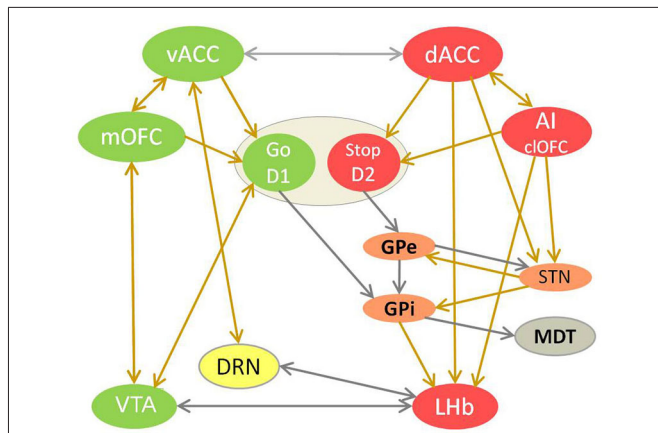 vACC
dACC
mOFC
AI
clOFC
Go
D1
Stop
D2
GPe
STN
GPi
MDT
DRN
VTA
LHb